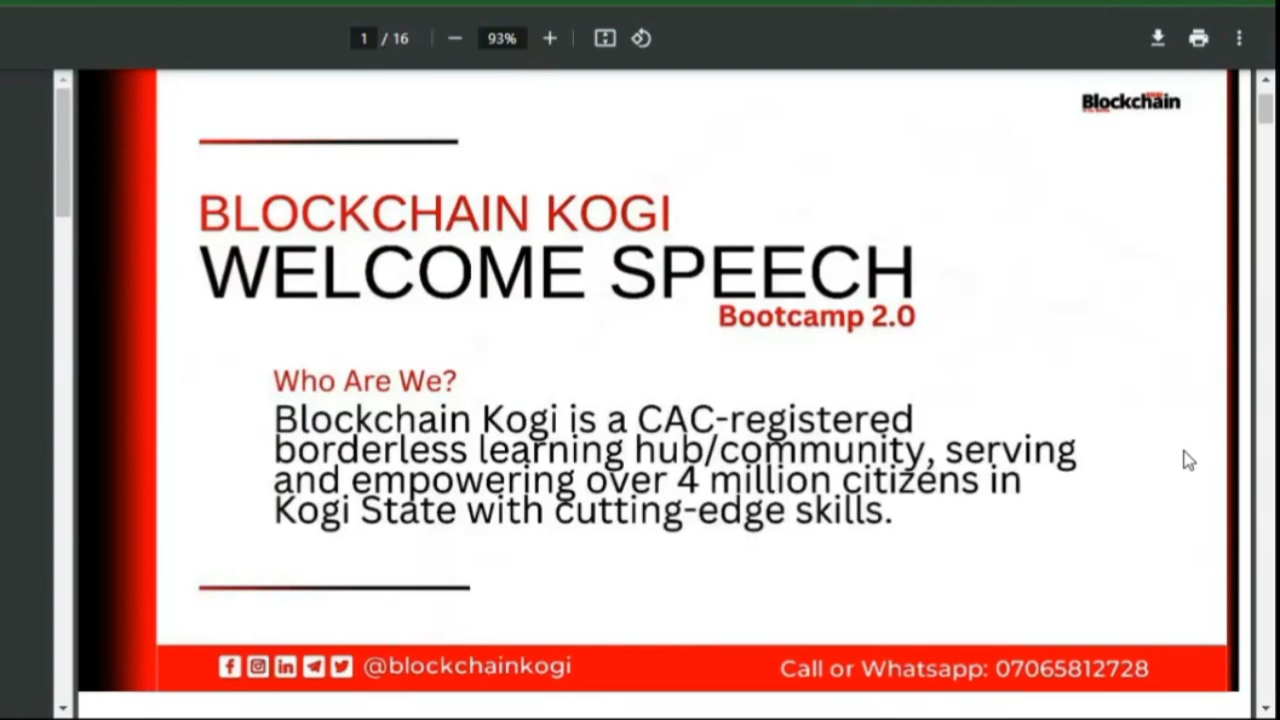 1 / 16
93%
Blockchain
BLOCKCHAIN KOGI
WELCOME SPEECH
Bootcamp 2.0
Who Are We?
Blockchain Kogi is a CAC-registered
borderless learning hub/community, serving
and empowering over 4 million citizens in
Kogi State with cutting-edge skills.
@blockchainkogi
Call or Whatsapp: 07065812728